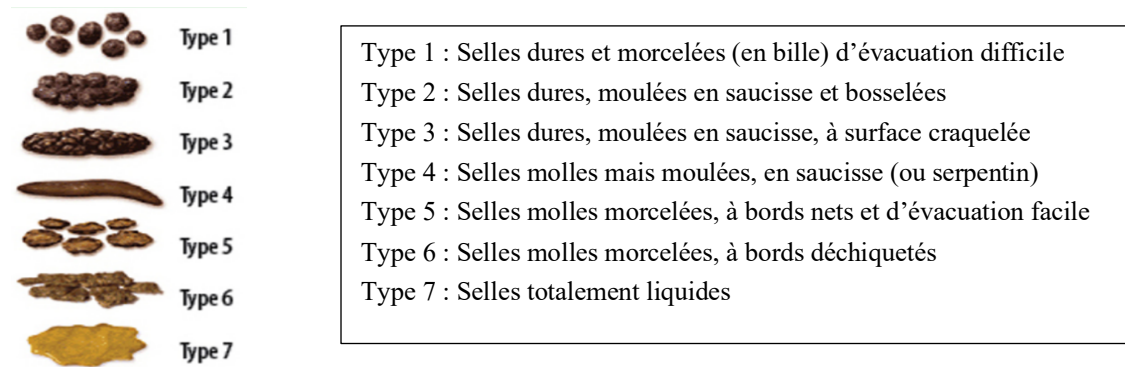 Type 1
Type 2
Type 3
Type 4
Type 5
Type 6
Type 7
Type 1 : Selles dures et morcelées (en bille) d’évacuation difficile
Type 2 : Selles dures, moulées en saucisse et bosselées
Type 3 : Selles dures, moulées en saucisse, à surface craquelée
Type 4 : Selles molles mais moulées, en saucisse (ou serpentin)
Type 5 : Selles molles morcelées, à bords nets et d’évacuation facile
Type 6 : Selles molles morcelées, à bords déchiquetés
Type 7 : Selles totalement liquides